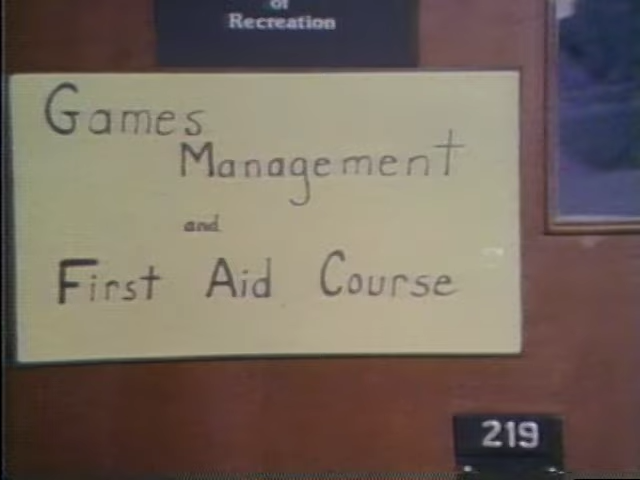 of
Recreation
Games
Management
and
First Aid Course
219